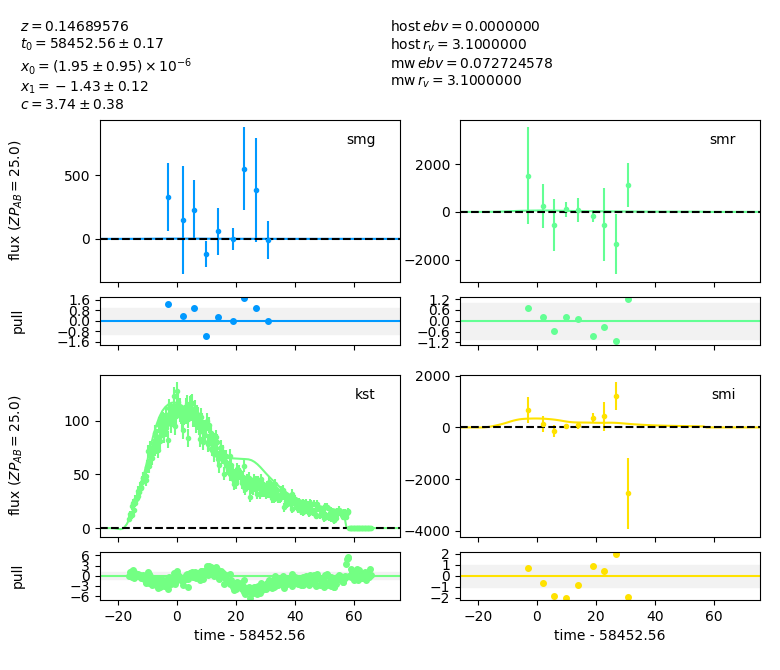 z = 0.14689576
t₀ = 58452.56 ± 0.17
x₀ = (1.95 ± 0.95) × 10⁻⁶
x₁ = −1.43 ± 0.12
c = 3.74 ± 0.38
host ebv = 0.0000000
host r_v = 3.1000000
mw ebv = 0.072724578
mw r_v = 3.1000000
flux (ZP_AB = 25.0)
500
0
smg
2000
0
−2000
smr
pull
1.6
0.8
0.0
−0.8
−1.6
1.2
0.6
0.0
−0.6
−1.2
flux (ZP_AB = 25.0)
100
50
0
kst
2000
0
−2000
−4000
smi
pull
6
3
0
−3
−6
−20 0 20 40 60
time - 58452.56
2
1
0
−1
−2
−20 0 20 40 60
time - 58452.56